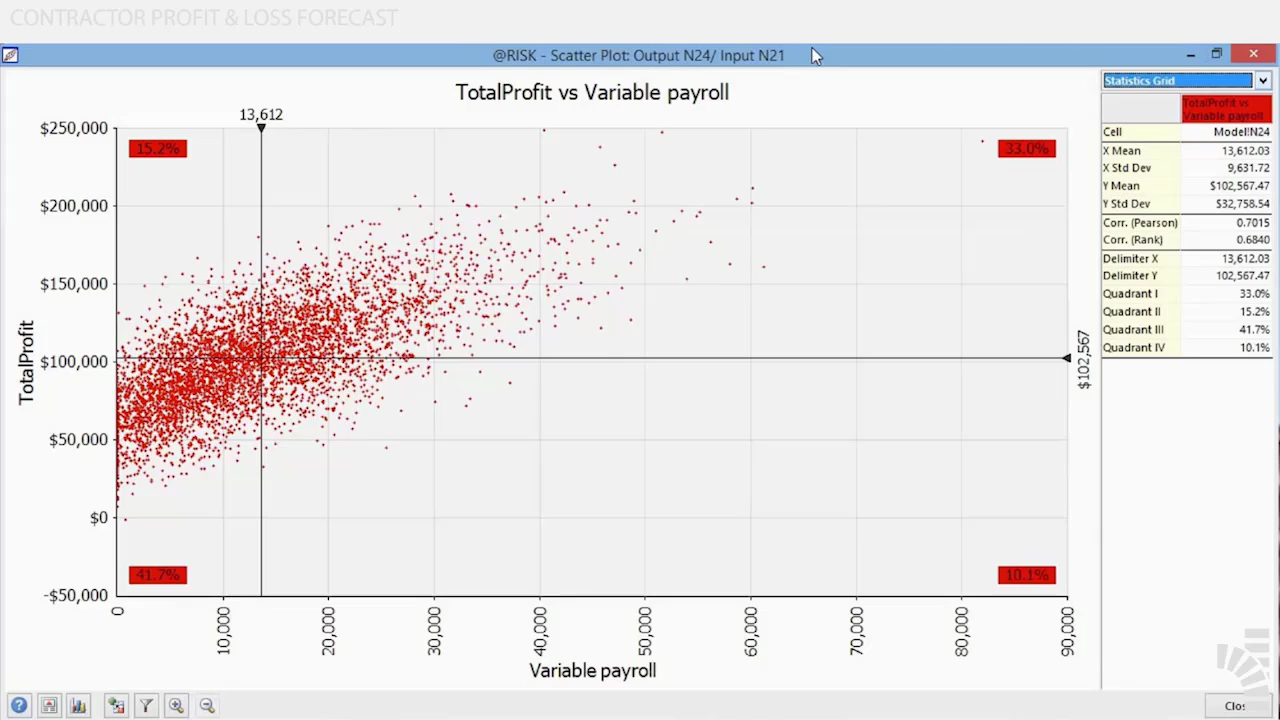 CONTRACTOR PROFIT & LOSS FORECAST
@RISK - Scatter Plot: Output N24/ Input N21
TotalProfit vs Variable payroll
13,612
$250,000
$200,000
$150,000
$100,000
$50,000
$0
-$50,000
TotalProfit
15.2%
33.0%
41.7%
10.1%
$102,567
0
10,000
20,000
30,000
40,000
50,000
60,000
70,000
80,000
90,000
Variable payroll
Statistics Grid
TotalProfit vs
Variable payroll
Cell Model!N24
X Mean 13,612.03
X Std Dev 9,631.72
Y Mean $102,567.47
Y Std Dev $32,758.54
Corr. (Pearson) 0.7015
Corr. (Rank) 0.6840
Delimiter X 13,612.03
Delimiter Y 102,567.47
Quadrant I 33.0%
Quadrant II 15.2%
Quadrant III 41.7%
Quadrant IV 10.1%
Clo